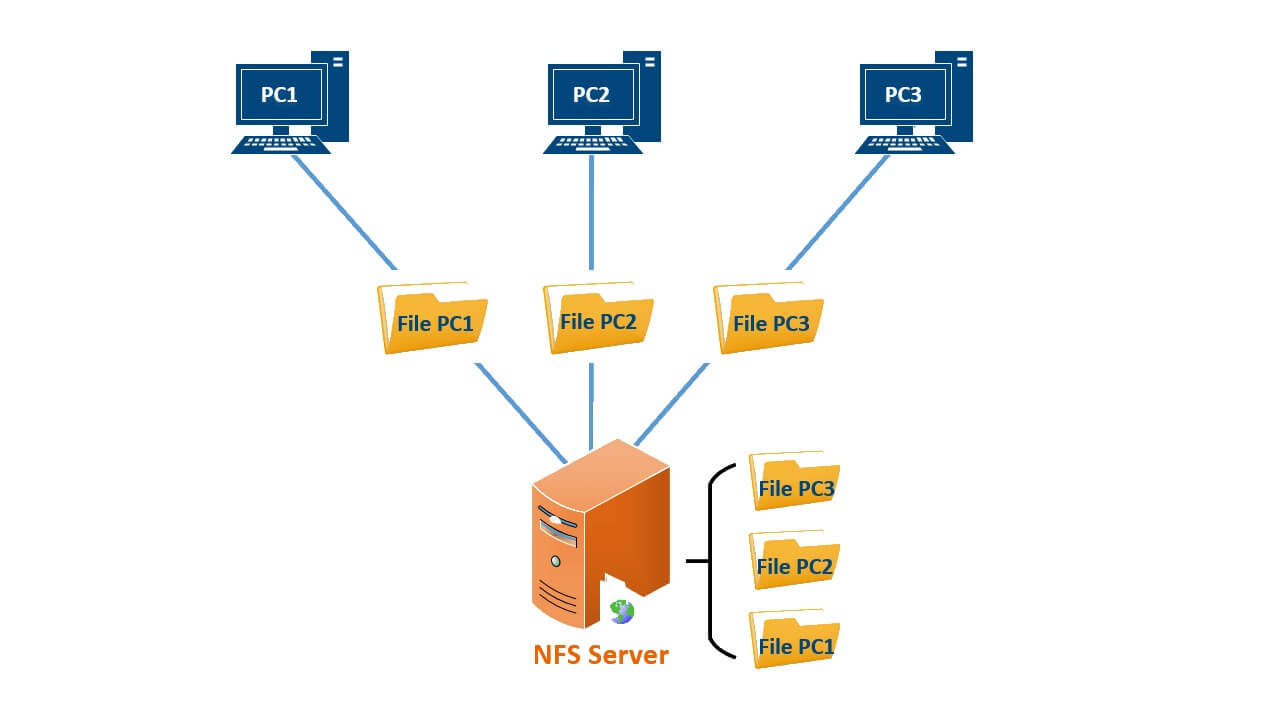 PC1
PC2
PC3
File PC1
File PC2
File PC3
File PC3
File PC2
File PC1
NFS Server